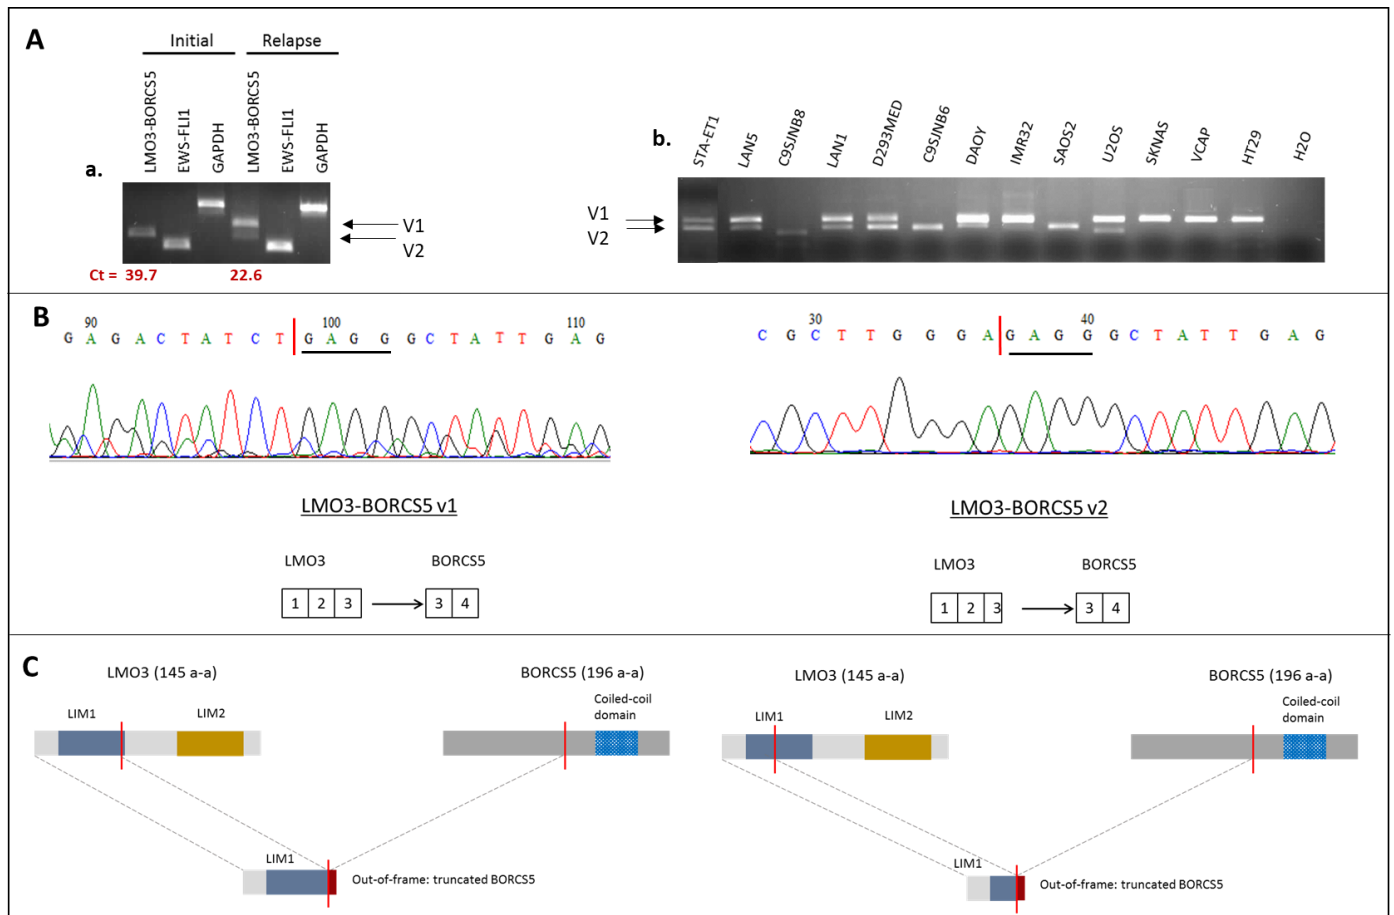 A
Initial Relapse
LMO3-BORCS5 EWS-FLI1 GAPDH LMO3-BORCS5 EWS-FLI1 GAPDH
a.
V1
V2
Ct = 39.7 22.6
b.
STA-ET1 LAN5 C9SJNB8 LAN1 D293MED C9SJNB6 DAOY IMR32 SAOS2 U2OS SKNAS VCAP HT29 H2O
V1
V2
B
90 100 110
G A G A C T A T C T G A G G G C T A T T G A G
LMO3-BORCS5 v1
LMO3 BORCS5
1 2 3 3 4
30 40
C G C T T G G G A G A G G G C T A T T G A G
LMO3-BORCS5 v2
LMO3 BORCS5
1 2 3 3 4
C
LMO3 (145 a-a) BORCS5 (196 a-a)
LIM1 LIM2 Coiled-coil
domain
LIM1
Out-of-frame: truncated BORCS5
LMO3 (145 a-a) BORCS5 (196 a-a)
LIM1 LIM2 Coiled-coil
domain
LIM1
Out-of-frame: truncated BORCS5